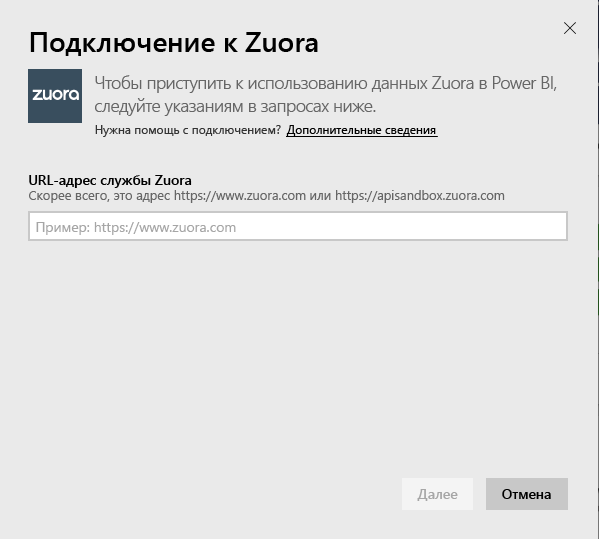 Подключение к Zuora
zuora
Чтобы приступить к использованию данных Zuora в Power BI,
следуйте указаниям в запросах ниже.
Нужна помощь с подключением? Дополнительные сведения
URL-адрес службы Zuora
Скорее всего, это адрес https://www.zuora.com или https://apisandbox.zuora.com
Пример: https://www.zuora.com
Далее Отмена